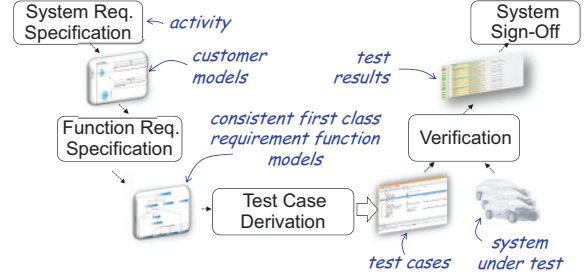 System Req.
Specification
activity
customer
models
Function Req.
Specification
consistent first class
requirement function
models
Test Case
Derivation
test cases
system
under test
Verification
test
results
System
Sign-Off